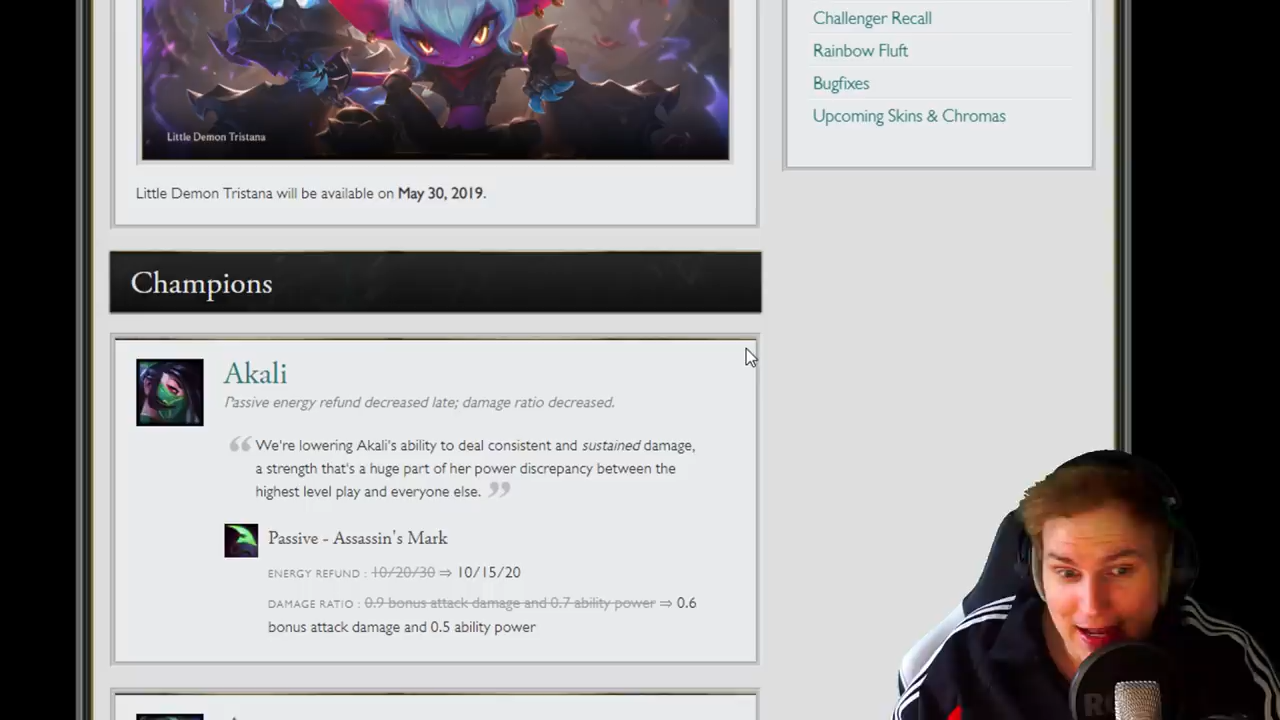 Little Demon Tristana
Little Demon Tristana will be available on May 30, 2019.
Champions
Akali
Passive energy refund decreased late; damage ratio decreased.
“ We're lowering Akali's ability to deal consistent and sustained damage,
a strength that's a huge part of her power discrepancy between the
highest level play and everyone else. ”
Passive - Assassin's Mark
ENERGY REFUND : 10/20/30 ⇒ 10/15/20
DAMAGE RATIO : 0.9 bonus attack damage and 0.7 ability power ⇒ 0.6
bonus attack damage and 0.5 ability power
Challenger Recall
Rainbow Fluft
Bugfixes
Upcoming Skins & Chromas